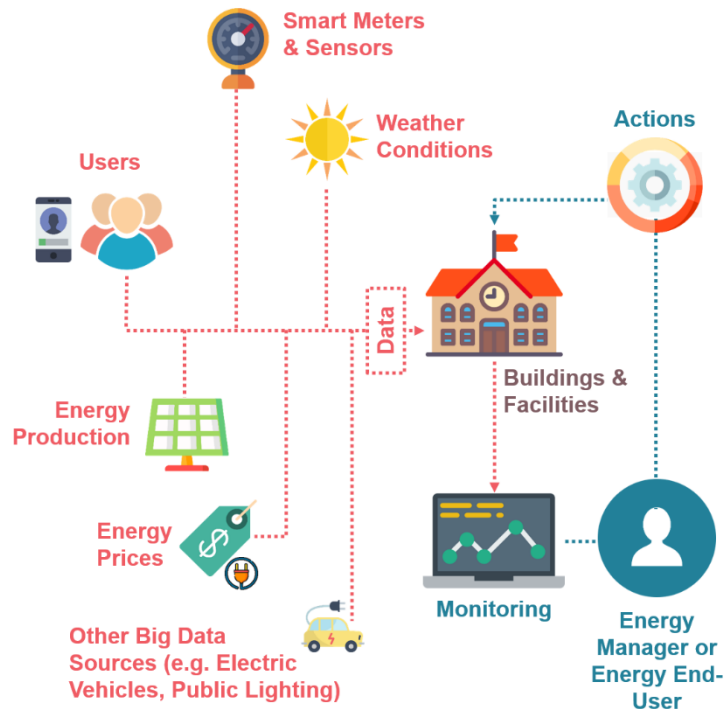 Smart Meters
& Sensors
Weather
Conditions
Actions
Users
Data
Buildings &
Facilities
Energy
Production
Energy
Prices
$
Monitoring
Other Big Data
Sources (e.g. Electric
Vehicles, Public Lighting)
Energy
Manager or
Energy End-
User